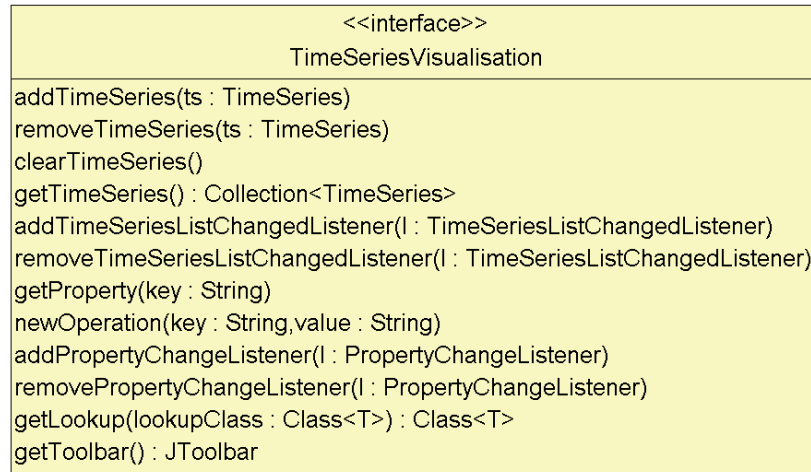 <<interface>>
TimeSeriesVisualisation
addTimeSeries(ts : TimeSeries)
removeTimeSeries(ts : TimeSeries)
clearTimeSeries()
getTimeSeries() : Collection<TimeSeries>
addTimeSeriesListChangedListener(l : TimeSeriesListChangedListener)
removeTimeSeriesListChangedListener(l : TimeSeriesListChangedListener)
getProperty(key : String)
newOperation(key : String,value : String)
addPropertyChangeListener(l : PropertyChangeListener)
removePropertyChangeListener(l : PropertyChangeListener)
getLookup(lookupClass : Class<T>) : Class<T>
getToolbar() : JToolbar